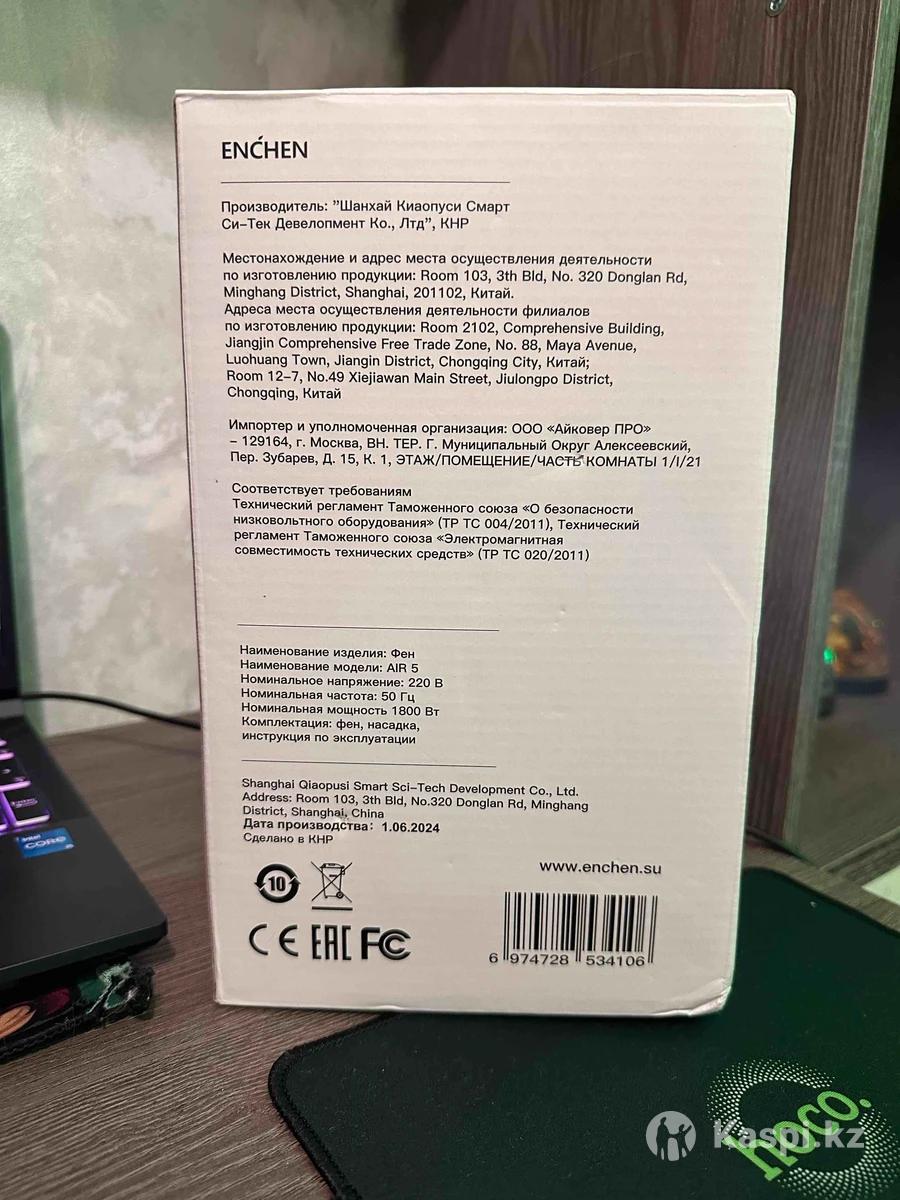 ENĆHEN
Производитель: "Шанхай Киаопуси Смарт
Си-Тек Девелопмент Ко., Лтд", КНР
Местонахождение и адрес места осуществления деятельности
по изготовлению продукции: Room 103, 3th Bld, No. 320 Donglan Rd,
Minghang District, Shanghai, 201102, Китай.
Адреса места осуществления деятельности филиалов
по изготовлению продукции: Room 2102, Comprehensive Building,
Jiangjin Comprehensive Free Trade Zone, No. 88, Maya Avenue,
Luohuang Town, Jiangin District, Chongqing City, Китай;
Room 12-7, No.49 Xiejiawan Main Street, Jiulongpo District,
Chongqing, Китай
Импортер и уполномоченная организация: ООО «Айковер ПРО»
– 129164, г. Москва, ВН. ТЕР. Г. Муниципальный Округ Алексеевский,
Пер. Зубарев, Д. 15, К. 1, ЭТАЖ/ПОМЕЩЕНИЕ/ЧАСТЬ КОМНАТЫ 1/I/21
Соответствует требованиям
Технический регламент Таможенного союза «О безопасности
низковольтного оборудования» (ТР ТС 004/2011), Технический
регламент Таможенного союза «Электромагнитная
совместимость технических средств» (ТР ТС 020/2011)
Наименование изделия: Фен
Наименование модели: AIR 5
Номинальное напряжение: 220 В
Номинальная частота: 50 Гц
Номинальная мощность 1800 Вт
Комплектация: фен, насадка,
инструкция по эксплуатации
Shanghai Qiaopusi Smart Sci-Tech Development Co., Ltd.
Address: Room 103, 3th Bld, No.320 Donglan Rd, Minghang
District, Shanghai, China
Дата производства: 1.06.2024
Сделано в КНР
www.enchen.su
10
CE EAC FC
6 974728 534106
intel
CORE
hoco.
Kaspi.kz